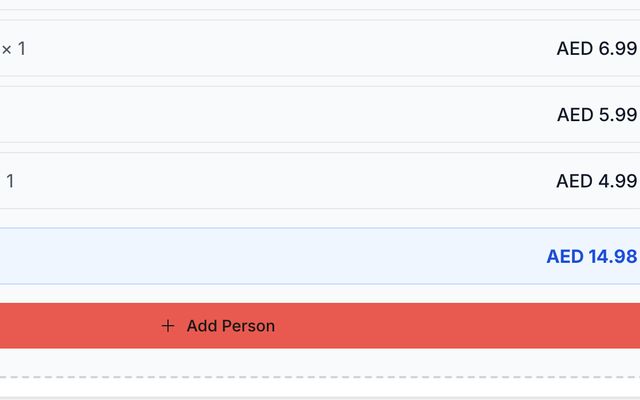 × 1 AED 6.99
AED 5.99
1 AED 4.99
AED 14.98
+ Add Person